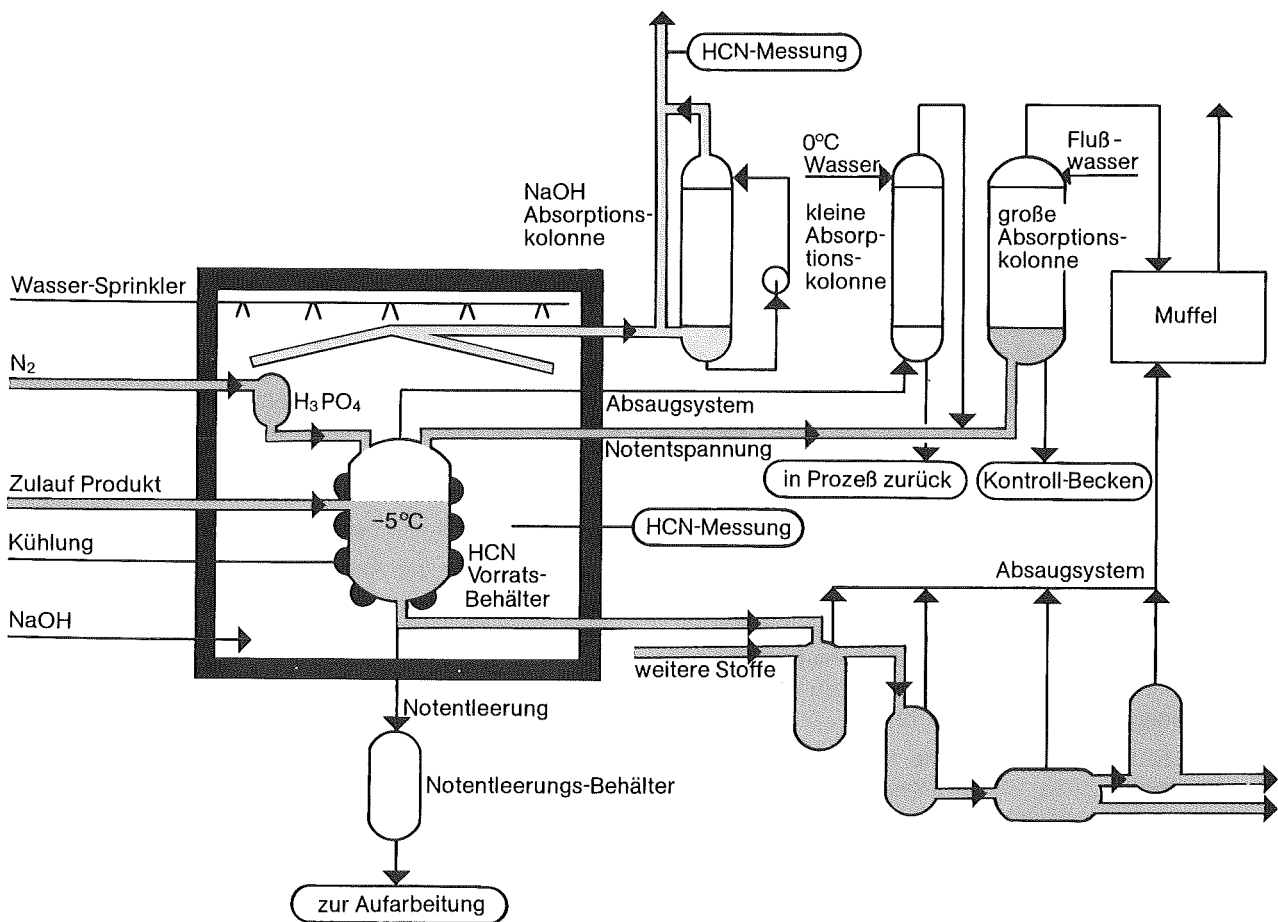 HCN-Messung
0°C
Wasser
Fluß-
wasser
NaOH
Absorptions-
kolonne
kleine
Absorp-
tions-
kolonne
große
Absorptions-
kolonne
Wasser-Sprinkler
Muffel
N₂
H₃PO₄
Absaugsystem
Notentspannung
in Prozeß zurück
Kontroll-Becken
Zulauf Produkt
-5°C
HCN-Messung
Kühlung
HCN
Vorrats-
Behälter
Absaugsystem
NaOH
weitere Stoffe
Notentleerung
Notentleerungs-Behälter
zur Aufarbeitung